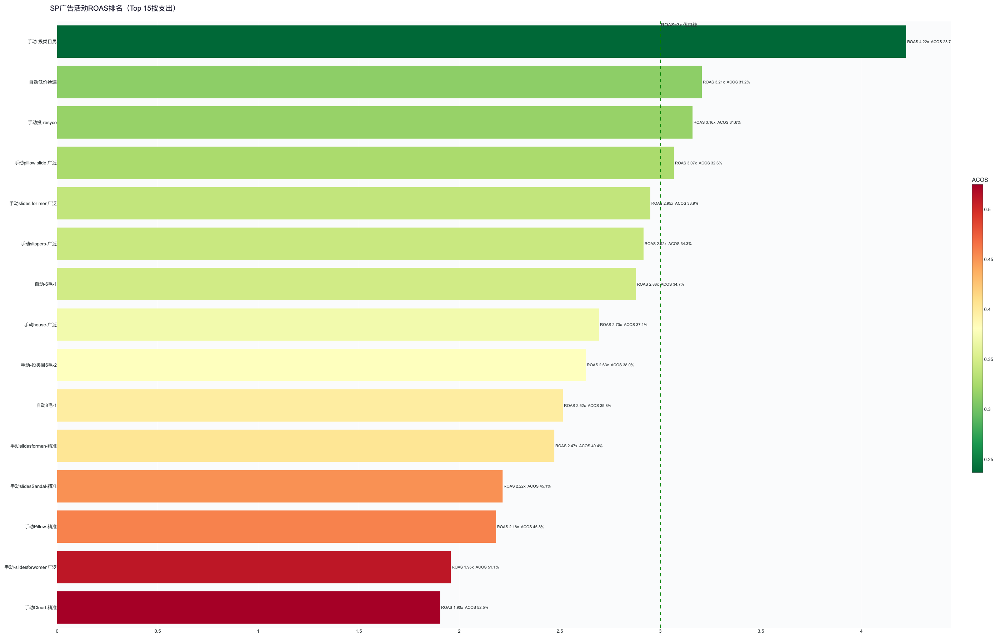 SP广告活动ROAS排名（Top 15按支出）
ROAS=3x 优良线
手动-投类目男
ROAS 4.22x ACOS 23.7
自动低价捡漏
ROAS 3.21x ACOS 31.2%
手动投-resyco
ROAS 3.16x ACOS 31.6%
手动pillow slide 广泛
ROAS 3.07x ACOS 32.6%
手动slides for men广泛
ROAS 2.95x ACOS 33.9%
手动slippers-广泛
ROAS 2.92x ACOS 34.3%
自动-6毛-1
ROAS 2.88x ACOS 34.7%
手动house-广泛
ROAS 2.70x ACOS 37.1%
手动-投类目6毛-2
ROAS 2.63x ACOS 38.0%
自动8毛-1
ROAS 2.52x ACOS 39.8%
手动slidesformen-精准
ROAS 2.47x ACOS 40.4%
手动slidesSandal-精准
ROAS 2.22x ACOS 45.1%
手动Pillow-精准
ROAS 2.18x ACOS 45.8%
手动-slidesforwomen广泛
ROAS 1.96x ACOS 51.1%
手动Cloud-精准
ROAS 1.90x ACOS 52.5%
0 0.5 1 1.5 2 2.5 3 3.5 4
ACOS
0.5
0.45
0.4
0.35
0.3
0.25